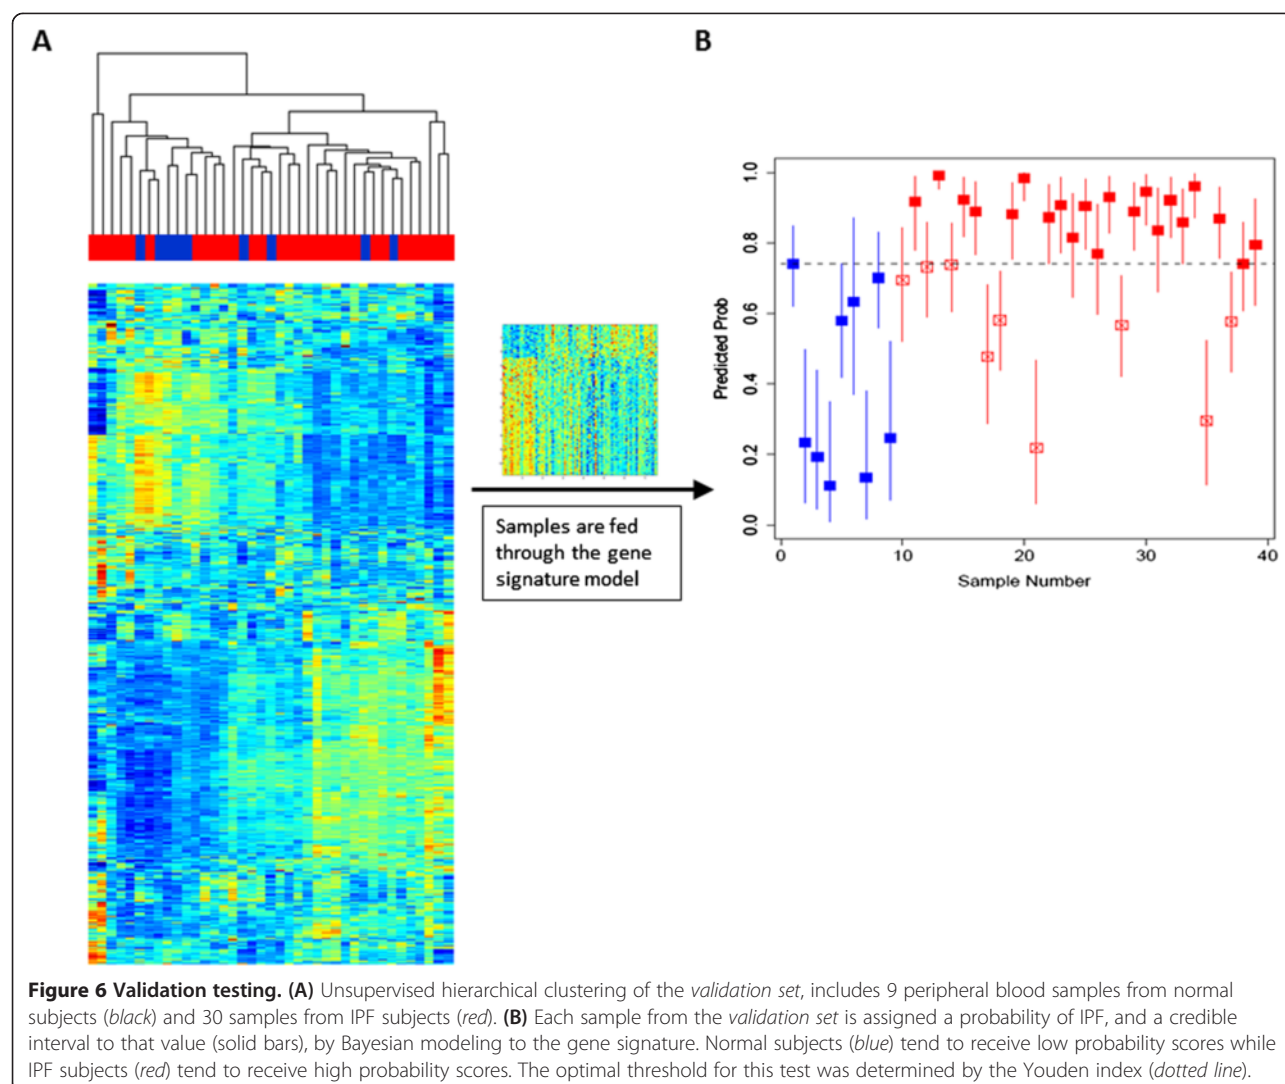 A
B
Samples are fed
through the gene
signature model
Predicted Prob
1.0
0.8
0.6
0.4
0.2
0.0
0
10
20
30
40
Sample Number
Figure 6 Validation testing. (A) Unsupervised hierarchical clustering of the validation set, includes 9 peripheral blood samples from normal
subjects (black) and 30 samples from IPF subjects (red). (B) Each sample from the validation set is assigned a probability of IPF, and a credible
interval to that value (solid bars), by Bayesian modeling to the gene signature. Normal subjects (blue) tend to receive low probability scores while
IPF subjects (red) tend to receive high probability scores. The optimal threshold for this test was determined by the Youden index (dotted line).